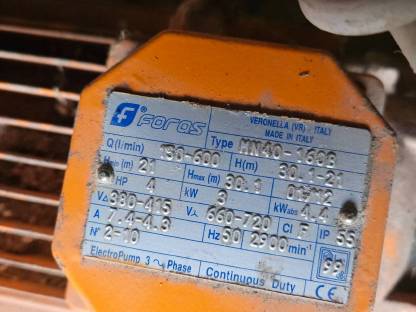 Foras®
VERONELLA (VR) - ITALY
MADE IN ITALY
Type MN40-160B
Q(l/min) 150-600 H(m) 30.1-21
Hmin (m) 21 Hmax (m) 30.1 01/12
HP 4 kW 3 kWabs 4.4
V△ 380-415 V⅄ 660-720 Cl F IP 55
A 7.4-4.3 Hz 50 2900 min-1
N° 2-10
ElectroPump 3 ~ Phase Continuous Duty CE